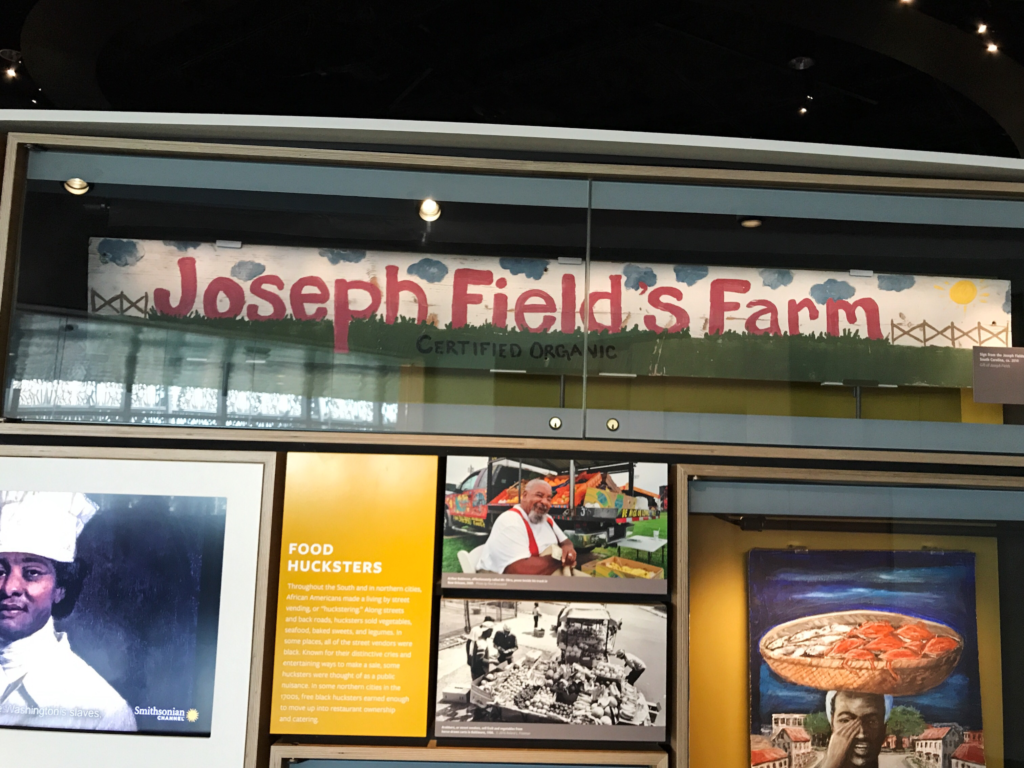 Joseph Field's Farm
CERTIFIED ORGANIC
FOOD
HUCKSTERS
Throughout the South and in northern cities,
African Americans made a living by street
vending, or "huckstering." Along streets
and back roads, hucksters sold vegetables,
seafood, baked sweets, and legumes. In
some places, all of the street vendors were
black. Known for their distinctive cries and
entertaining ways to make a sale, some
hucksters were thought of as a public
nuisance. In some northern cities in the
free black hucksters earned enough
to move up into restaurant ownership
and catering.
Washington's slaves.
Smithsonian
CHANNEL